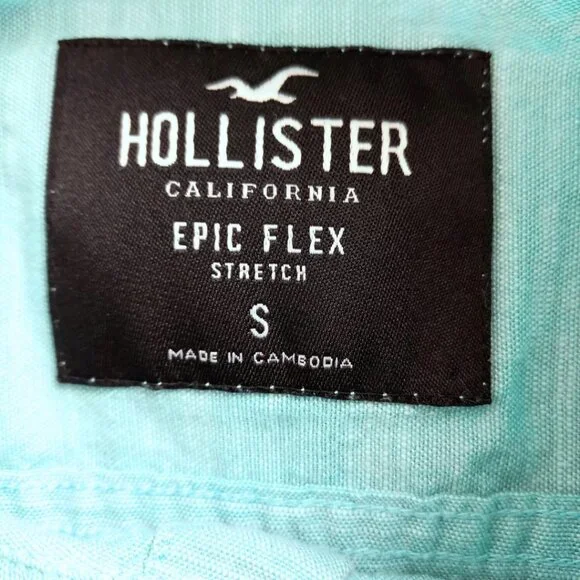 HOLLISTER
CALIFORNIA
EPIC FLEX
STRETCH
S
MADE IN CAMBODIA